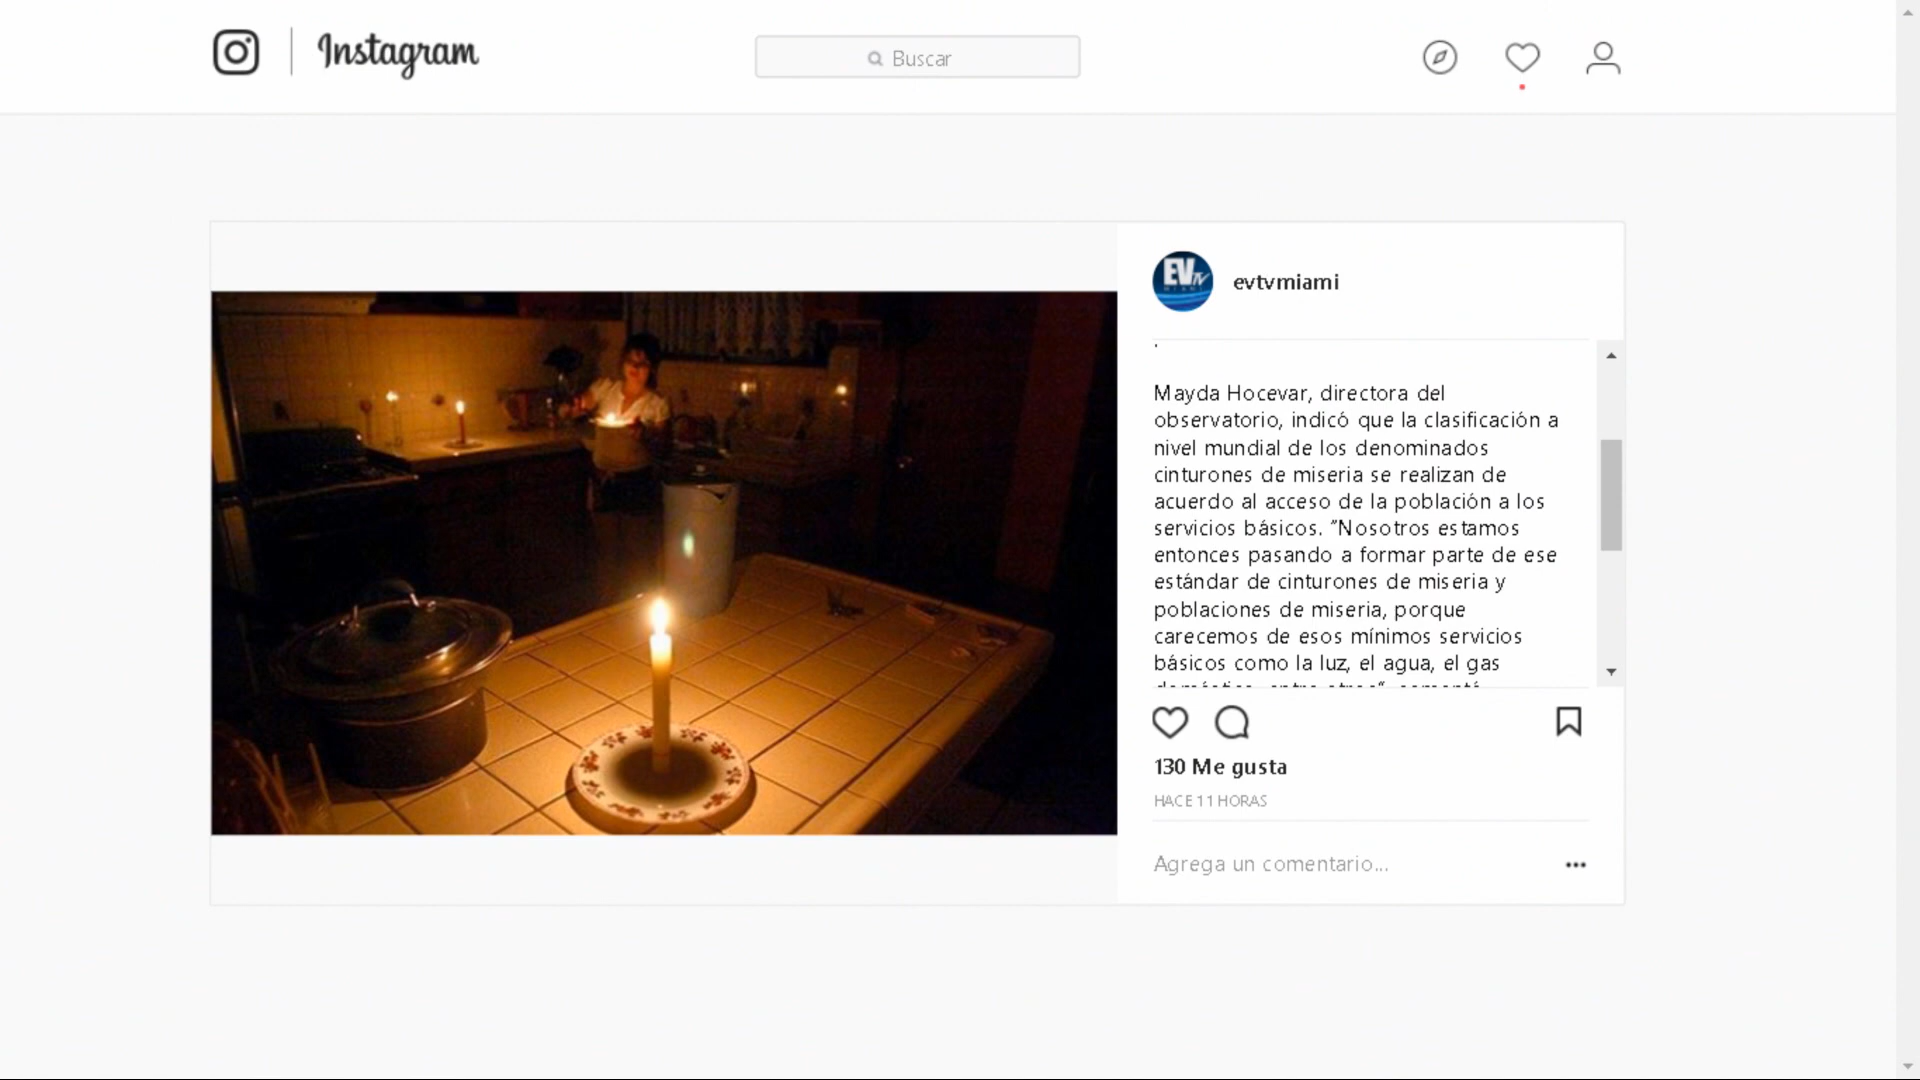 Instagram
Buscar
EVtv
MIAMI
evtvmiami
Mayda Hocevar, directora del
observatorio, indicó que la clasificación a
nivel mundial de los denominados
cinturones de miseria se realizan de
acuerdo al acceso de la población a los
servicios básicos. "Nosotros estamos
entonces pasando a formar parte de ese
estándar de cinturones de miseria y
poblaciones de miseria, porque
carecemos de esos mínimos servicios
básicos como la luz, el agua, el gas
130 Me gusta
HACE 11 HORAS
Agrega un comentario...